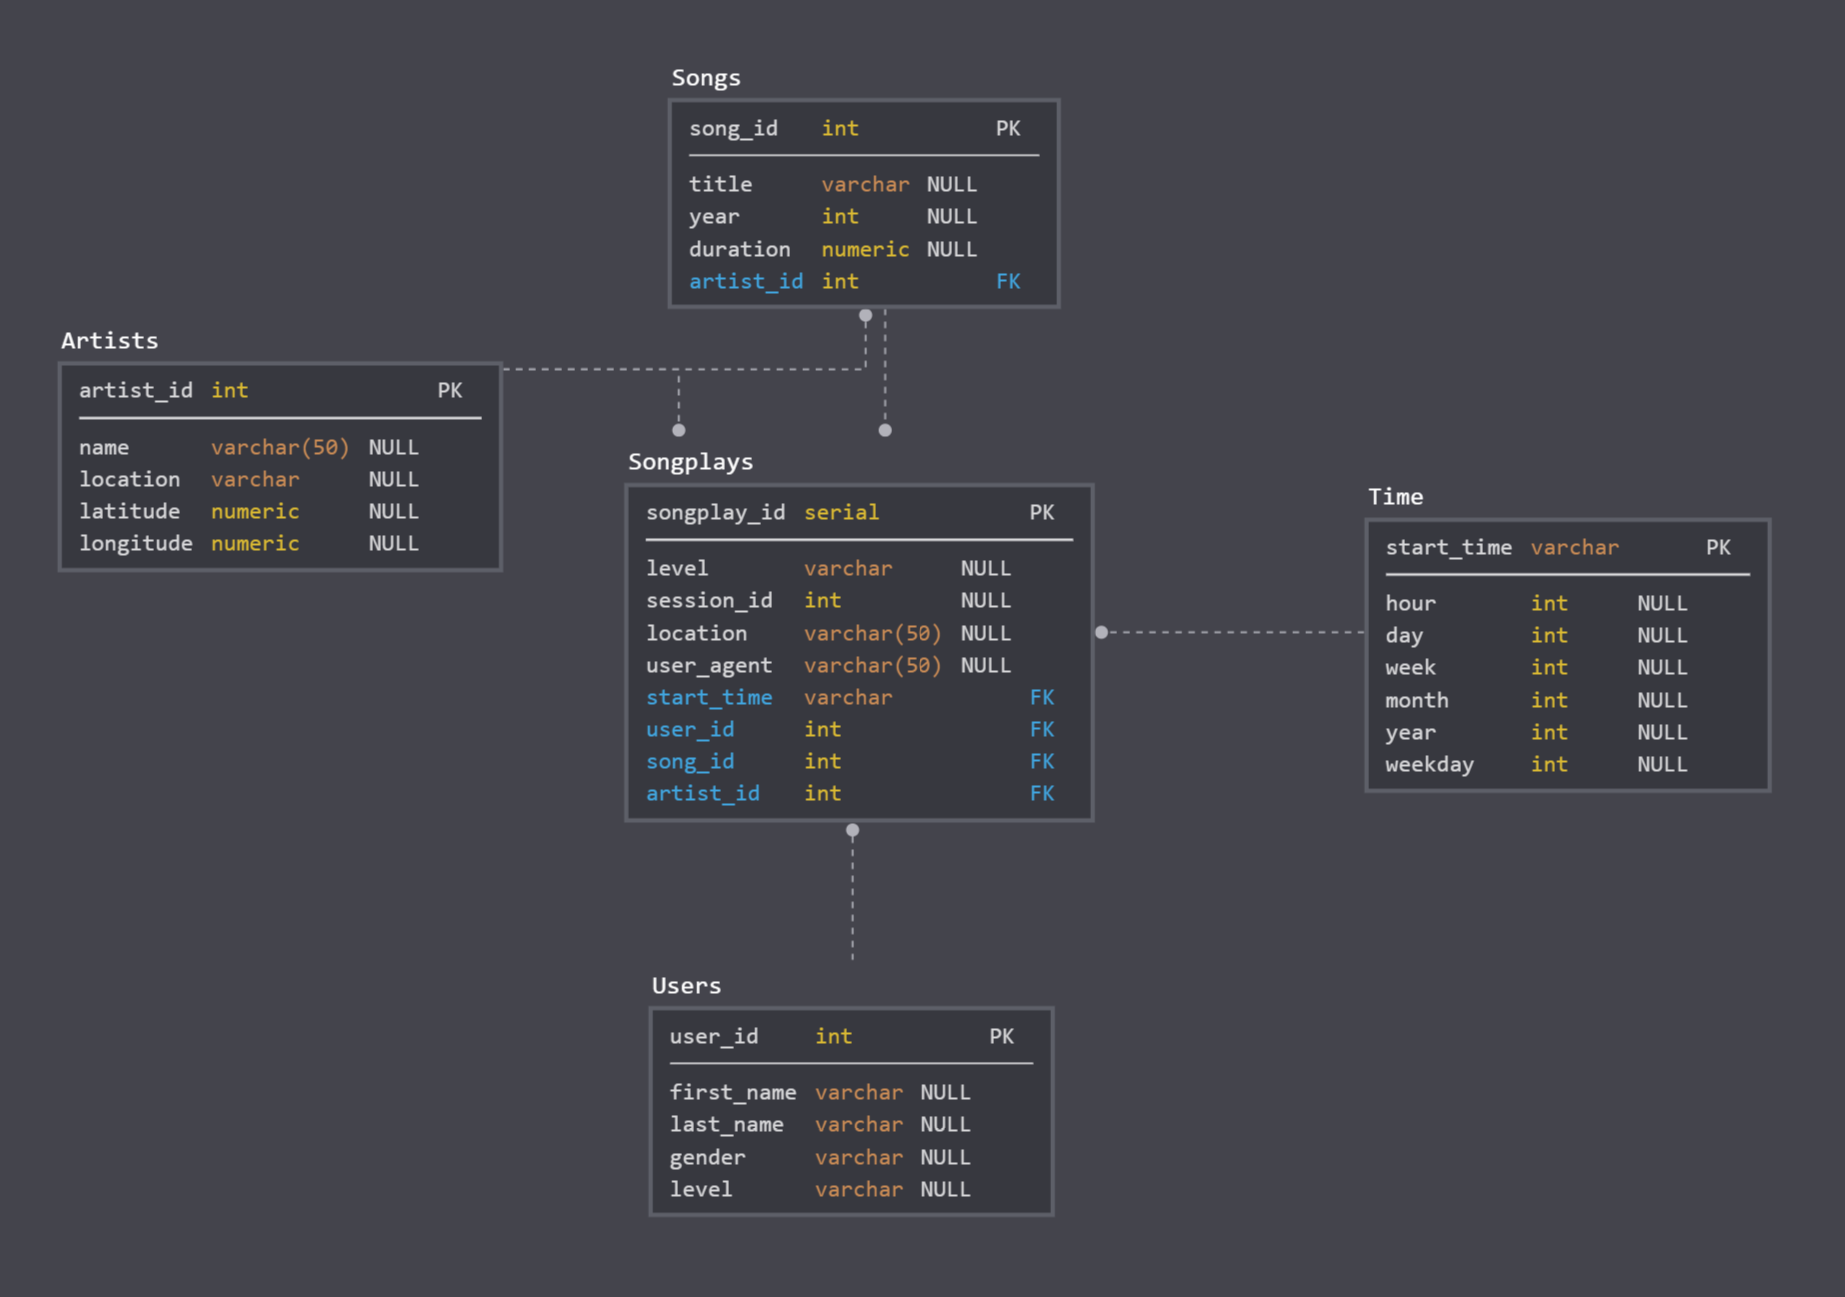 Songs
song_id int PK
title varchar NULL
year int NULL
duration numeric NULL
artist_id int FK
Artists
artist_id int PK
name varchar(50) NULL
location varchar NULL
latitude numeric NULL
longitude numeric NULL
Songplays
songplay_id serial PK
level varchar NULL
session_id int NULL
location varchar(50) NULL
user_agent varchar(50) NULL
start_time varchar FK
user_id int FK
song_id int FK
artist_id int FK
Time
start_time varchar PK
hour int NULL
day int NULL
week int NULL
month int NULL
year int NULL
weekday int NULL
Users
user_id int PK
first_name varchar NULL
last_name varchar NULL
gender varchar NULL
level varchar NULL